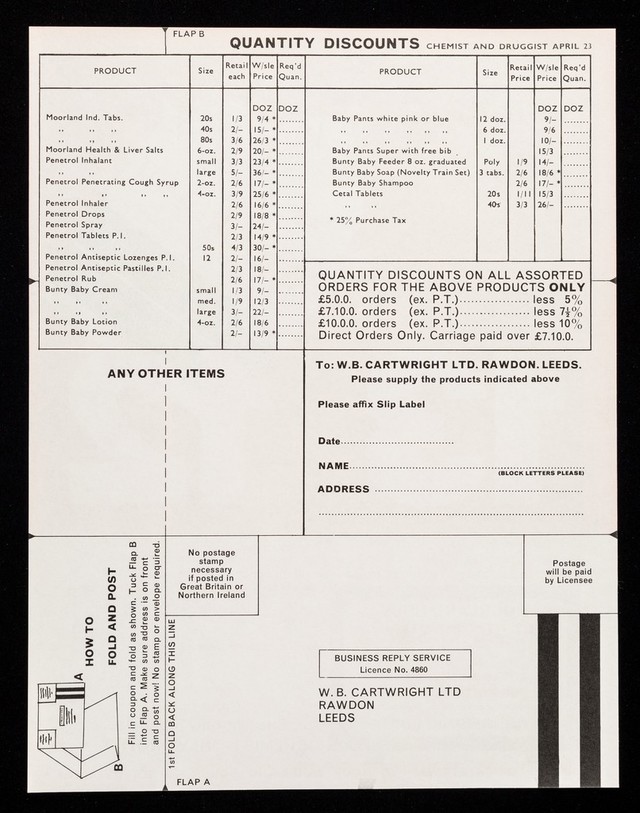 FLAP B
QUANTITY DISCOUNTS CHEMIST AND DRUGGIST APRIL 23
PRODUCT Size Retail each W/sle Price Req'd Quan.
DOZ DOZ
Moorland Ind. Tabs. 20s 1/3 9/4 * ........
,, ,, ,, 40s 2/– 15/– * ........
,, ,, ,, 80s 3/6 26/3 * ........
Moorland Health & Liver Salts 6-oz. 2/9 20/– * ........
Penetrol Inhalant small 3/3 23/4 * ........
,, ,, large 5/– 36/– * ........
Penetrol Penetrating Cough Syrup 2-oz. 2/6 17/– * ........
,, ,, ,, ,, 4-oz. 3/9 25/6 * ........
Penetrol Inhaler 2/6 16/6 * ........
Penetrol Drops 2/9 18/8 * ........
Penetrol Spray 3/– 24/– ........
Penetrol Tablets P.I. 2/3 14/9 * ........
,, ,, ,, 50s 4/3 30/– * ........
Penetrol Antiseptic Lozenges P.I. 12 2/– 16/– ........
Penetrol Antiseptic Pastilles P.I. 2/3 18/– ........
Penetrol Rub 2/6 17/– * ........
Bunty Baby Cream small 1/3 9/– ........
,, ,, ,, med. 1/9 12/3 ........
,, ,, ,, large 3/– 22/– ........
Bunty Baby Lotion 4-oz. 2/6 18/6 ........
Bunty Baby Powder 2/– 13/9 * ........
PRODUCT Size Retail Price W/sle Price Req'd Quan.
DOZ DOZ
Baby Pants white pink or blue 12 doz. 9/– ........
,, ,, ,, ,, ,, ,, 6 doz. 9/6 ........
,, ,, ,, ,, ,, ,, 1 doz. 10/– ........
Baby Pants Super with free bib 15/3 ........
Bunty Baby Feeder 8 oz. graduated Poly 1/9 14/– ........
Bunty Baby Soap (Novelty Train Set) 3 tabs. 2/6 18/6 * ........
Bunty Baby Shampoo 2/6 17/– * ........
Cetal Tablets 20s 1/11 15/3 ........
,, ,, 40s 3/3 26/– ........
* 25% Purchase Tax
QUANTITY DISCOUNTS ON ALL ASSORTED
ORDERS FOR THE ABOVE PRODUCTS ONLY
£5.0.0. orders (ex. P.T.)................ less 5%
£7.10.0. orders (ex. P.T.)................ less 7½%
£10.0.0. orders (ex. P.T.)................ less 10%
Direct Orders Only. Carriage paid over £7.10.0.
ANY OTHER ITEMS
To: W.B. CARTWRIGHT LTD. RAWDON. LEEDS.
Please supply the products indicated above
Please affix Slip Label
Date..................................
NAME..................................
(BLOCK LETTERS PLEASE)
ADDRESS ..................................
..................................
HOW TO
FOLD AND POST
A
B
Fill in coupon and fold as shown. Tuck Flap B
into Flap A. Make sure address is on front
and post now! No stamp or envelope required.
1st FOLD BACK ALONG THIS LINE
No postage
stamp
necessary
if posted in
Great Britain or
Northern Ireland
Postage
will be paid
by Licensee
BUSINESS REPLY SERVICE
Licence No. 4860
W. B. CARTWRIGHT LTD
RAWDON
LEEDS
FLAP A